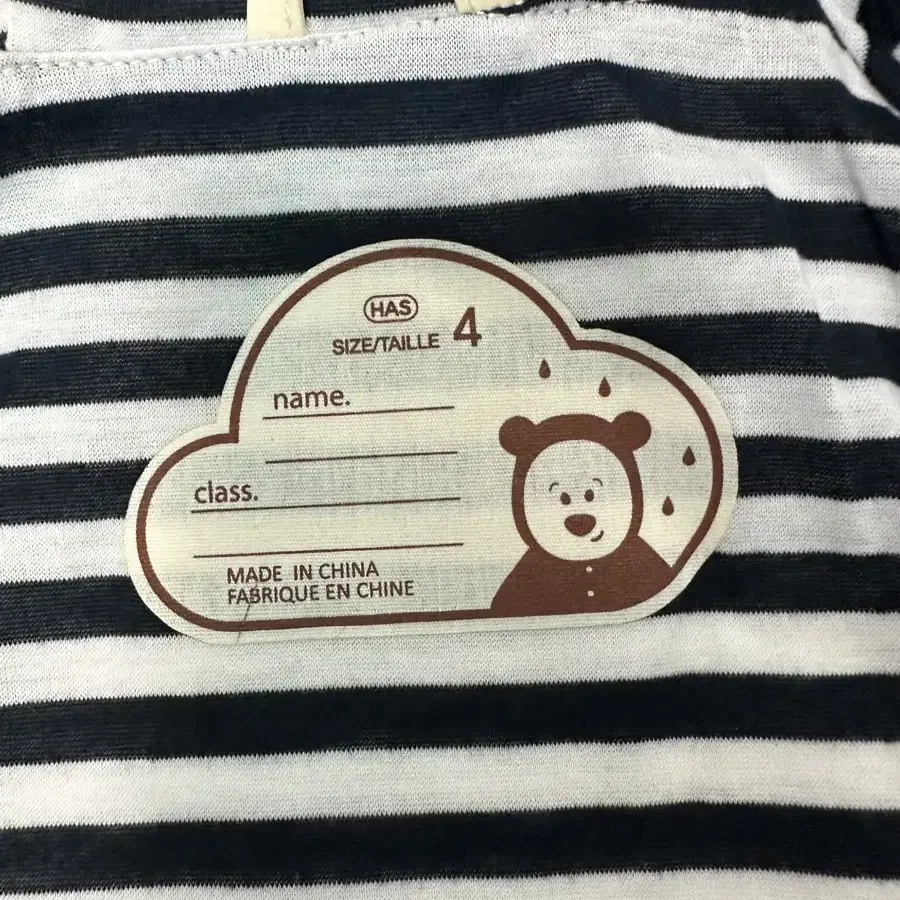 HAS
SIZE/TAILLE 4
name.
class.
MADE IN CHINA
FABRIQUE EN CHINE